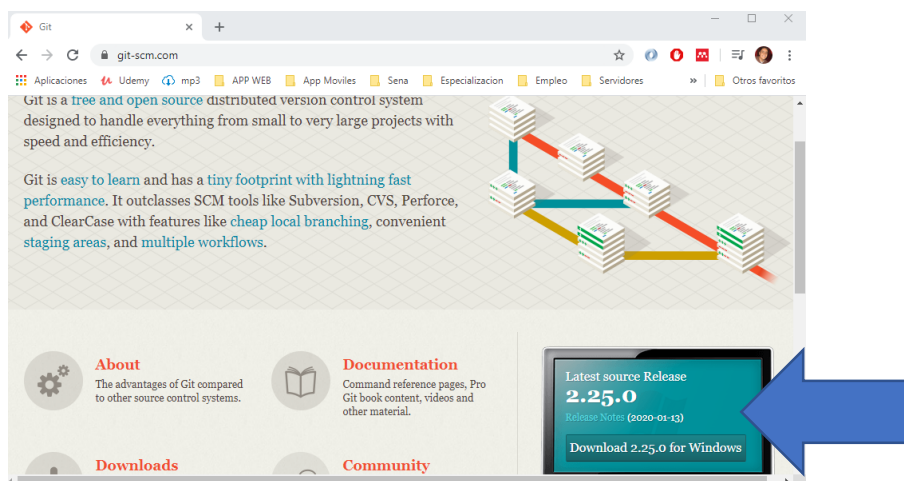 Git
git-scm.com
Aplicaciones Udemy mp3 APP WEB App Moviles Sena Especializacion Empleo Servidores » Otros favoritos
Git is a free and open source distributed version control system
designed to handle everything from small to very large projects with
speed and efficiency.
Git is easy to learn and has a tiny footprint with lightning fast
performance. It outclasses SCM tools like Subversion, CVS, Perforce,
and ClearCase with features like cheap local branching, convenient
staging areas, and multiple workflows.
About
The advantages of Git compared
to other source control systems.
Documentation
Command reference pages, Pro
Git book content, videos and
other material.
Downloads
Community
Latest source Release
2.25.0
Release Notes (2020-01-13)
Download 2.25.0 for Windows